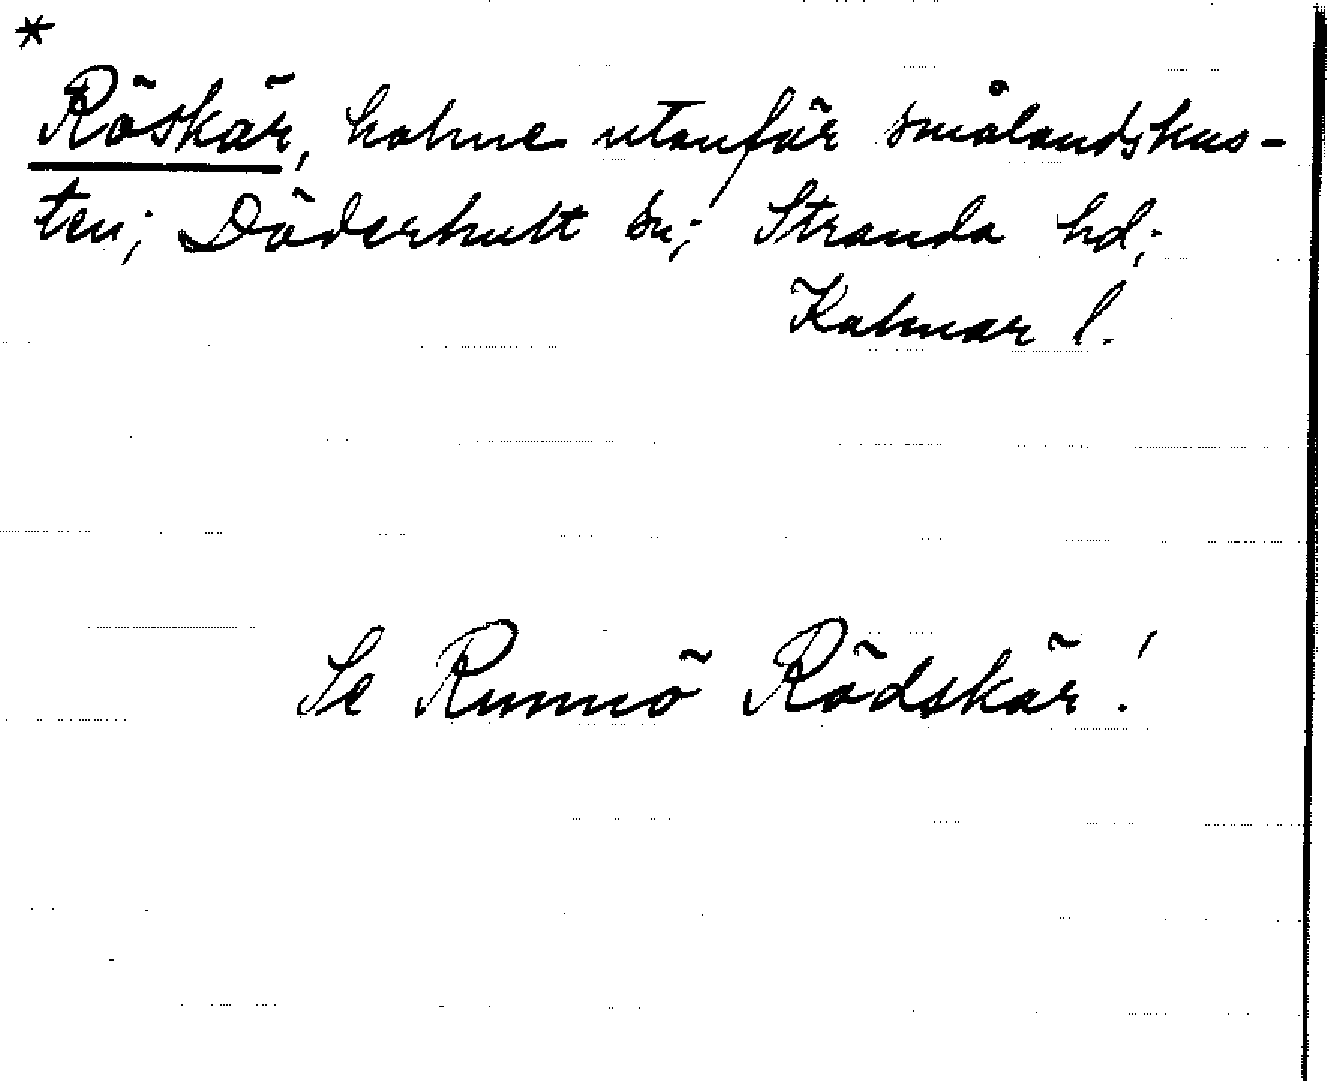 *
Röskär, holme utanför smålandskus-
ten; Döderhult sn; Stranda hd;
Kalmar l.
Se Runnö Rödskär!